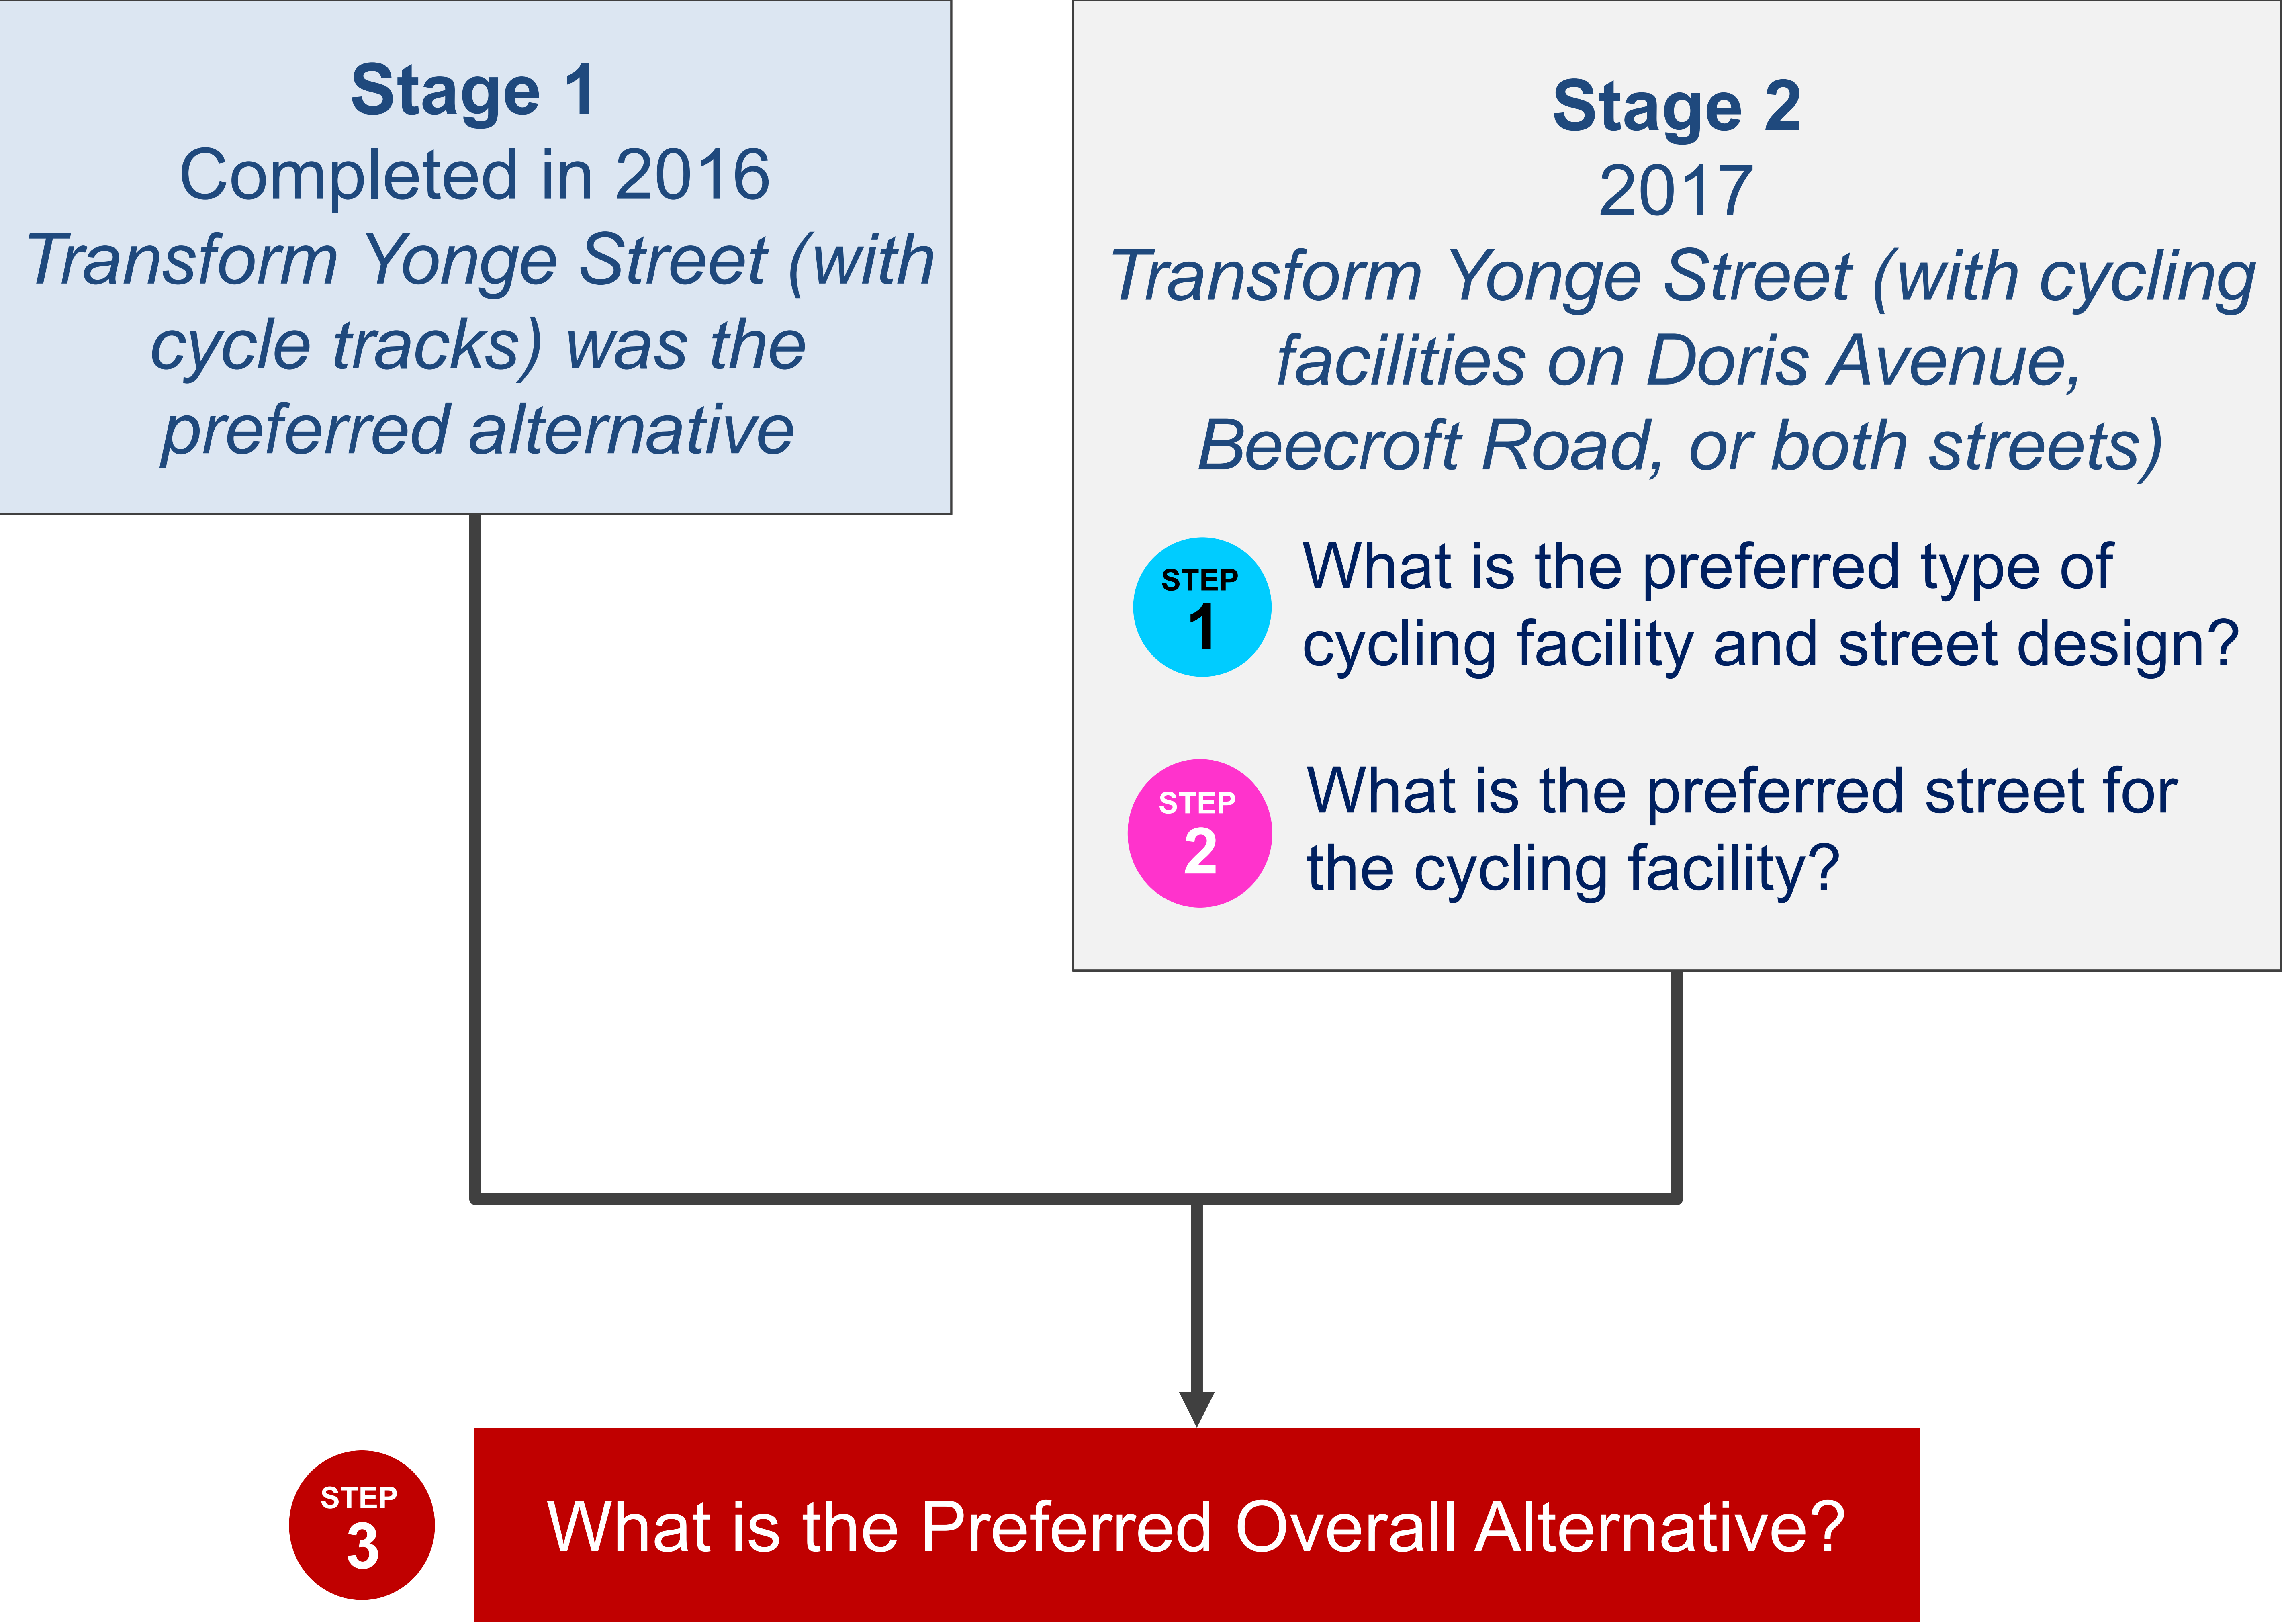 Stage 1
Completed in 2016
Transform Yonge Street (with
cycle tracks) was the
preferred alternative
Stage 2
2017
Transform Yonge Street (with cycling
facilities on Doris Avenue,
Beecroft Road, or both streets)
STEP
1
What is the preferred type of
cycling facility and street design?
STEP
2
What is the preferred street for
the cycling facility?
STEP
3
What is the Preferred Overall Alternative?